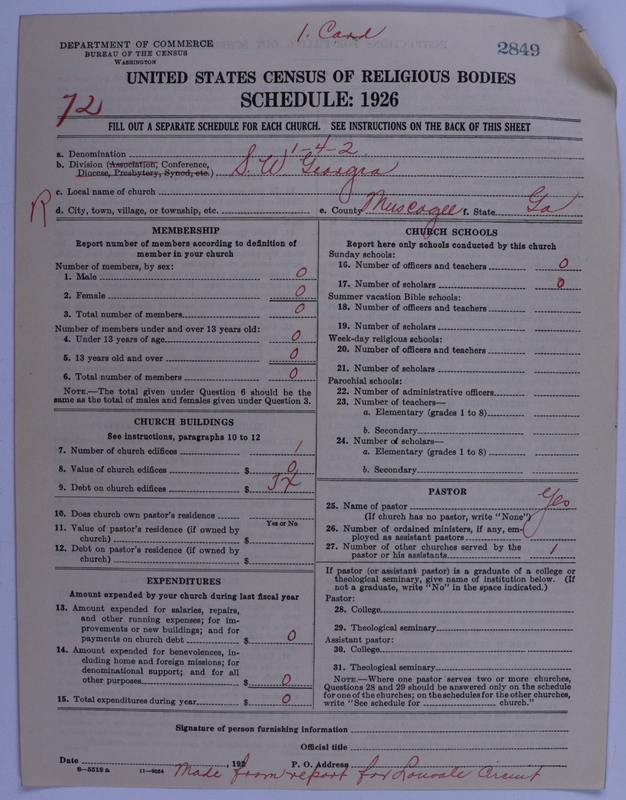 1. Card
DEPARTMENT OF COMMERCE
BUREAU OF THE CENSUS
WASHINGTON
2849
UNITED STATES CENSUS OF RELIGIOUS BODIES
SCHEDULE: 1926
72
FILL OUT A SEPARATE SCHEDULE FOR EACH CHURCH. SEE INSTRUCTIONS ON THE BACK OF THIS SHEET
a. Denomination 1-4-2
b. Division (Association, Conference, Diocese, Presbytery, Synod, etc.) S. W Georgia
c. Local name of church
R
d. City, town, village, or township, etc. e. County Muscogee f. State Ga
MEMBERSHIP
Report number of members according to definition of
member in your church
Number of members, by sex:
1. Male 0
2. Female 0
3. Total number of members 0
Number of members under and over 13 years old:
4. Under 13 years of age 0
5. 13 years old and over 0
6. Total number of members 0
NOTE.—The total given under Question 6 should be
same as the total of males and females given under Question 3.
CHURCH BUILDINGS
See instructions, paragraphs 10 to 12
7. Number of church edifices 1
8. Value of church edifices $ 0
9. Debt on church edifices $
10. Does church own pastor's residence
Yes or No
11. Value of pastor's residence (if owned by
church) $
12. Debt on pastor's residence (if owned by
church) $
EXPENDITURES
Amount expended by your church during last fiscal year
13. Amount expended for salaries, repairs,
and other running expenses; for im-
provements or new buildings; and for
payments on church debt $ 0
14. Amount expended for benevolences, in-
cluding home and foreign missions; for
denominational support; and for all
other purposes $ 0
15. Total expenditures during year $ 0
CHURCH SCHOOLS
Report here only schools conducted by this church
Sunday schools:
16. Number of officers and teachers 0
17. Number of scholars 0
Summer vacation Bible schools:
18. Number of officers and teachers
19. Number of scholars
Week-day religious schools:
20. Number of officers and teachers
21. Number of scholars
Parochial schools:
22. Number of administrative officers
23. Number of teachers—
a. Elementary (grades 1 to 8)
b. Secondary
24. Number of scholars—
a. Elementary (grades 1 to 8)
b. Secondary
PASTOR
25. Name of pastor Yes
(If church has no pastor, write "None")
26. Number of ordained ministers, if any, em-
ployed as assistant pastors
27. Number of other churches served by the
pastor or his assistants 1
If pastor (or assistant pastor) is a graduate of a college or
theological seminary, give name of institution below. (If
not a graduate, write "No" in the space indicated.)
Pastor:
28. College
29. Theological seminary
Assistant pastor:
30. College
31. Theological seminary
NOTE.—Where one pastor serves two or more churches,
Questions 28 and 29 should be answered only on the schedule
for one of the churches; on the schedules for the other churches,
write "See schedule for church."
Signature of person furnishing information
Official title
Date , 192 P. O. Address
8—5518 a 11—9054 Made from report for Louvale Circuit